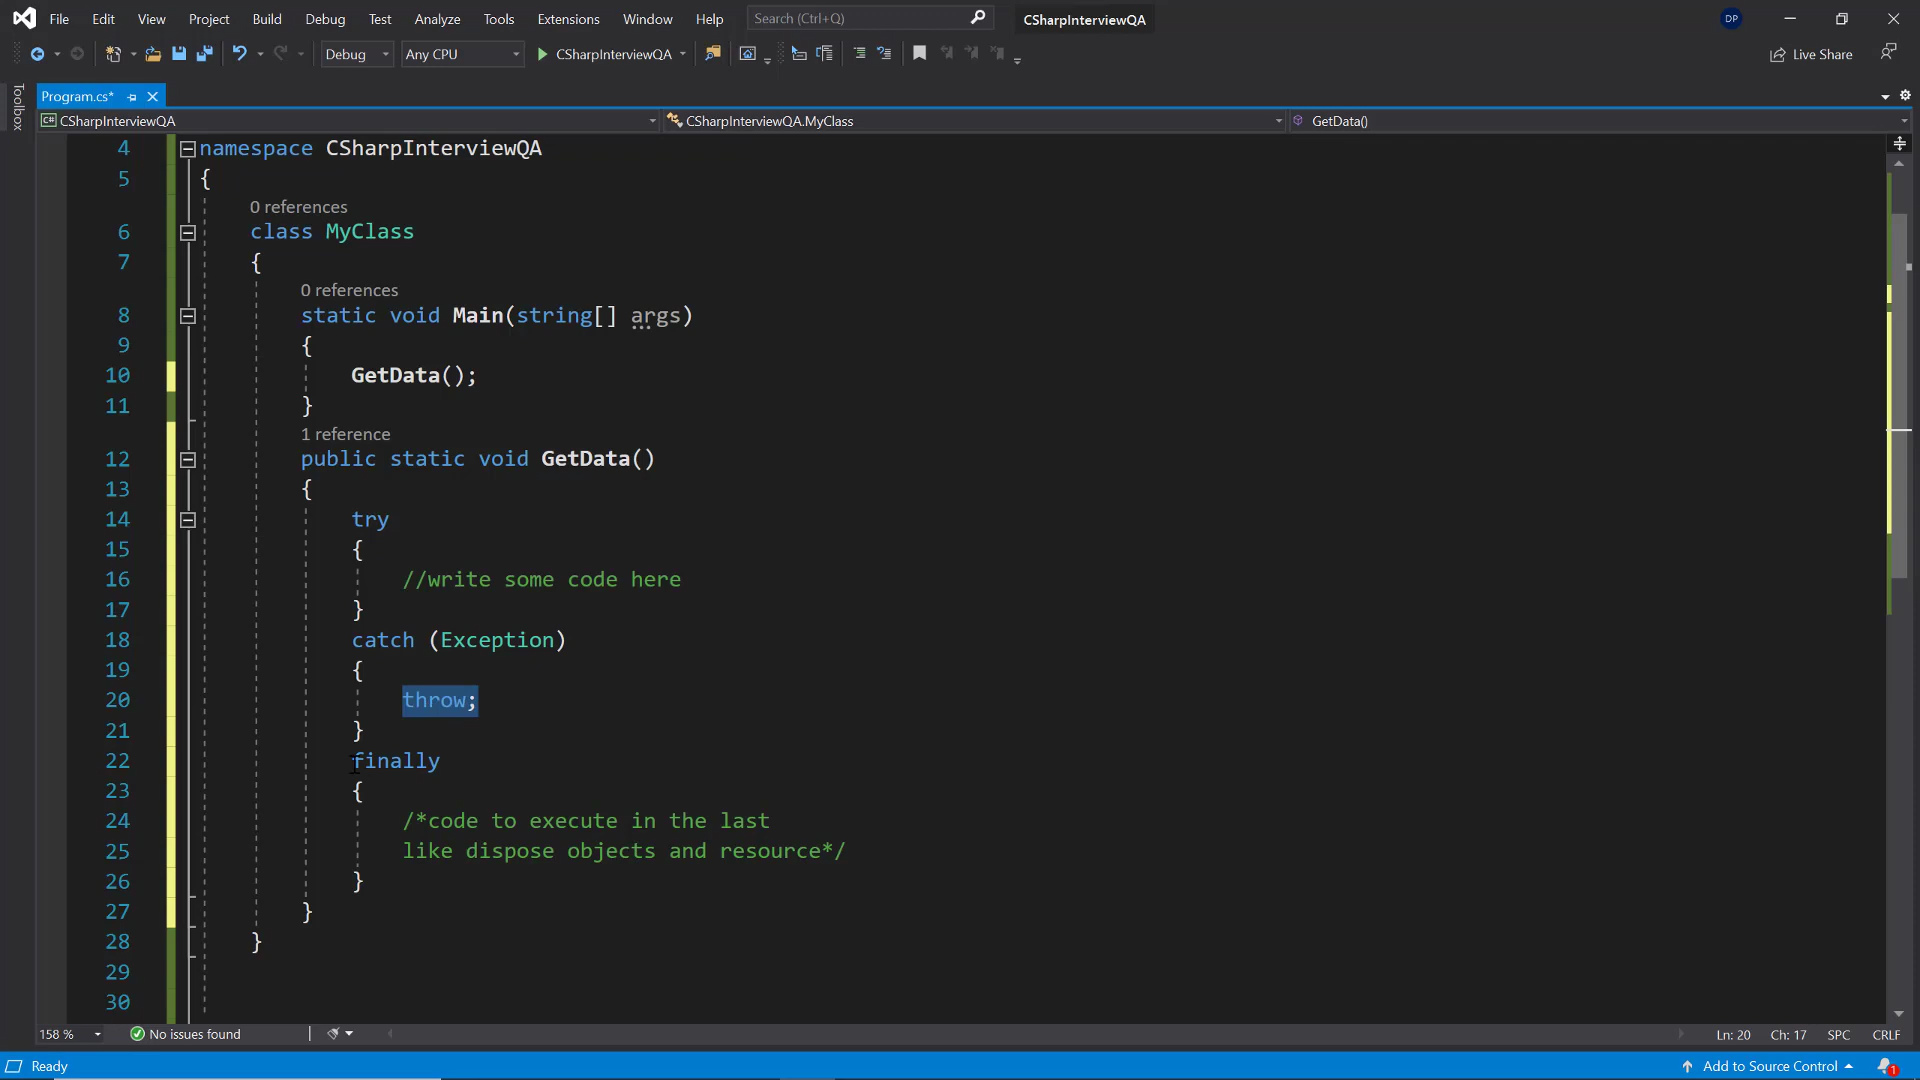 File Edit View Project Build Debug Test Analyze Tools Extensions Window Help Search (Ctrl+Q) CSharpInterviewQA DP
Debug Any CPU CSharpInterviewQA Live Share
Toolbox
Program.cs*
C# CSharpInterviewQA CSharpInterviewQA.MyClass GetData()
4 namespace CSharpInterviewQA
5 {
0 references
6 class MyClass
7 {
0 references
8 static void Main(string[] args)
9 {
10 GetData();
11 }
1 reference
12 public static void GetData()
13 {
14 try
15 {
16 //write some code here
17 }
18 catch (Exception)
19 {
20 throw;
21 }
22 finally
23 {
24 /*code to execute in the last
25 like dispose objects and resource*/
26 }
27 }
28 }
29
30
158 % No issues found Ln: 20 Ch: 17 SPC CRLF
Ready Add to Source Control 1